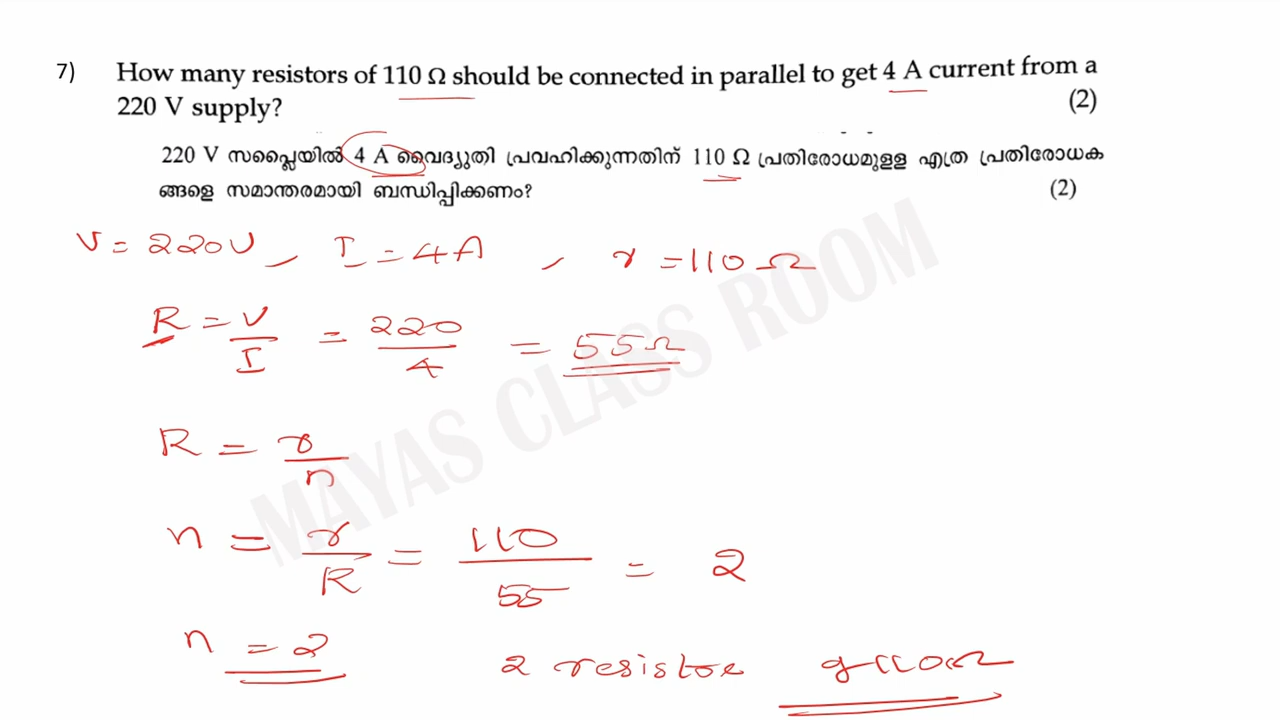 7) How many resistors of 110 Ω should be connected in parallel to get 4 A current from a
220 V supply? (2)
220 V സപ്ലൈയിൽ 4 A വൈദ്യുതി പ്രവഹിക്കുന്നതിന് 110 Ω പ്രതിരോധമുള്ള എത്ര പ്രതിരോധക
ങ്ങളെ സമാന്തരമായി ബന്ധിപ്പിക്കണം? (2)
V = 220V, I = 4A, r = 110 Ω
R = V/I = 220/4 = 55Ω
R = r/n
n = r/R = 110/55 = 2
n = 2
2 resistor 110Ω
MAYAS CLASS ROOM